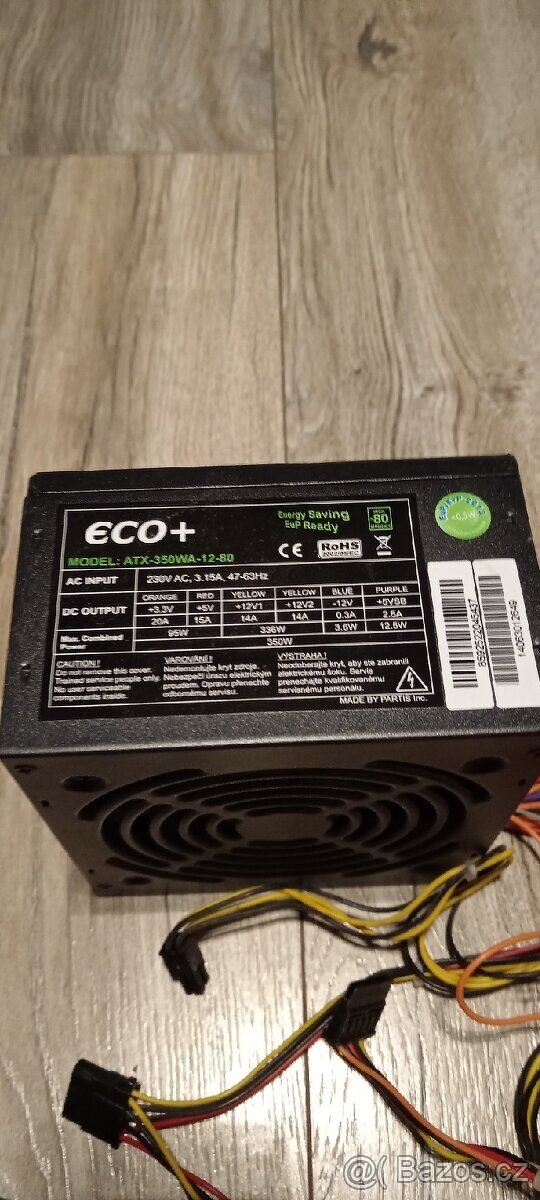 eco+
Energy Saving
EuP Ready
80
MODEL: ATX-350WA-12-80
CE
RoHS
AC INPUT
230V AC, 3.15A, 47-63Hz
DC OUTPUT
ORANGE RED YELLOW YELLOW BLUE PURPLE
+3.3V +5V +12V1 +12V2 -12V +5VSB
20A 15A 14A 14A 0.3A 2.5A
Max. Combined Power
95W 336W 3.6W 12.5W
350W
CAUTION!
Do not remove this cover.
Trained service people only.
No user serviceable
components inside.
VAROVÁNÍ!
Nedemontujte kryt zdroje.
Nebezpečí úrazu elektrickým
proudem. Opravu přenechte
odbornému servisu.
VÝSTRAHA!
Neodoberajte kryt, aby ste zabránili
elektrickému šoku. Servis
prenechajte kvalifikovanému
servisnému personálu.
MADE BY PARTIS Inc.
<0,5W
8592522045437
14063012549
@( Bazos.cz